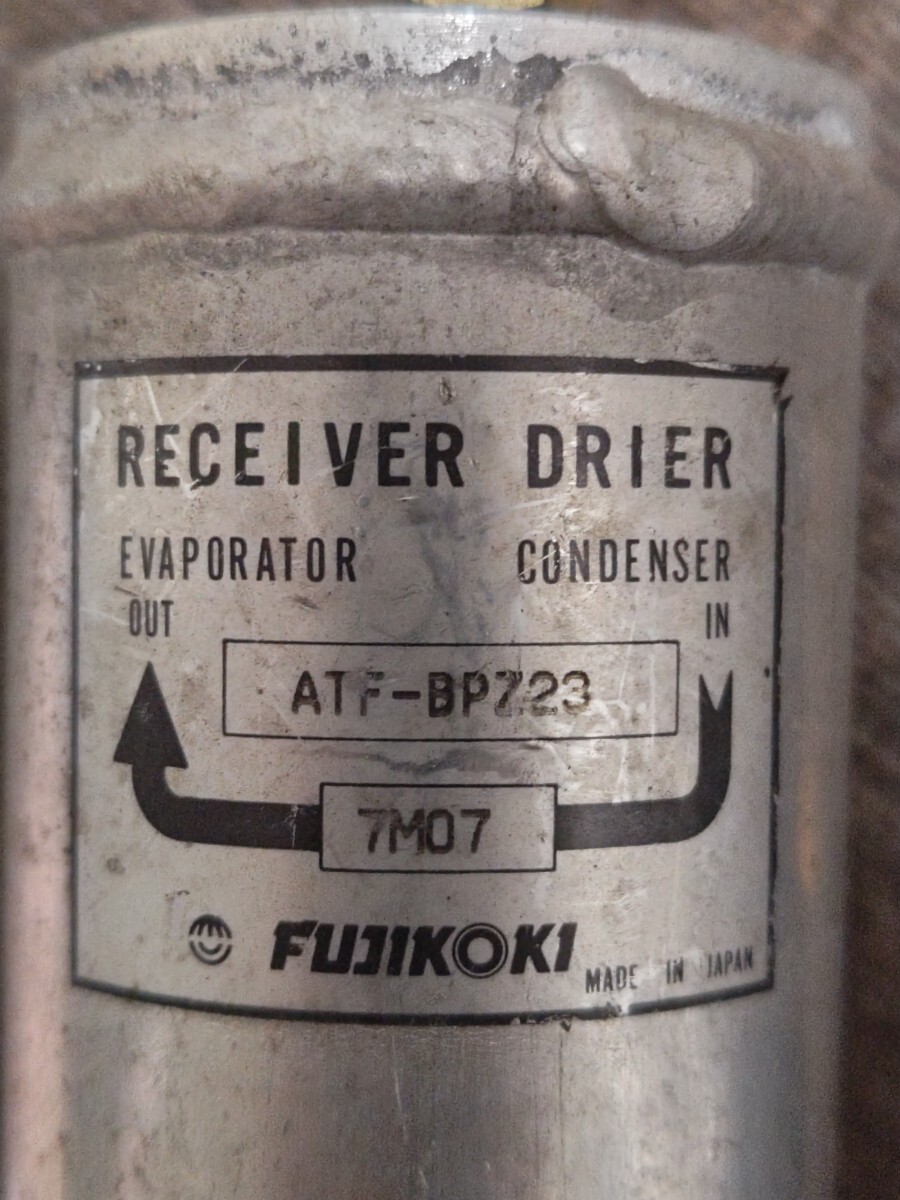 RECEIVER DRIER
EVAPORATOR CONDENSER
OUT IN
ATF-BPZ23
7M07
FUJIKOKI
MADE IN JAPAN